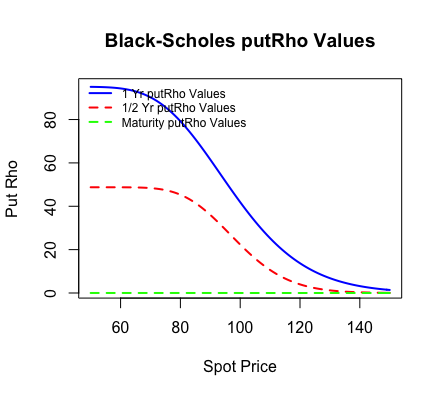 Black-Scholes putRho Values
1 Yr putRho Values
1/2 Yr putRho Values
Maturity putRho Values
Put Rho
80
60
40
20
0
60 80 100 120 140
Spot Price